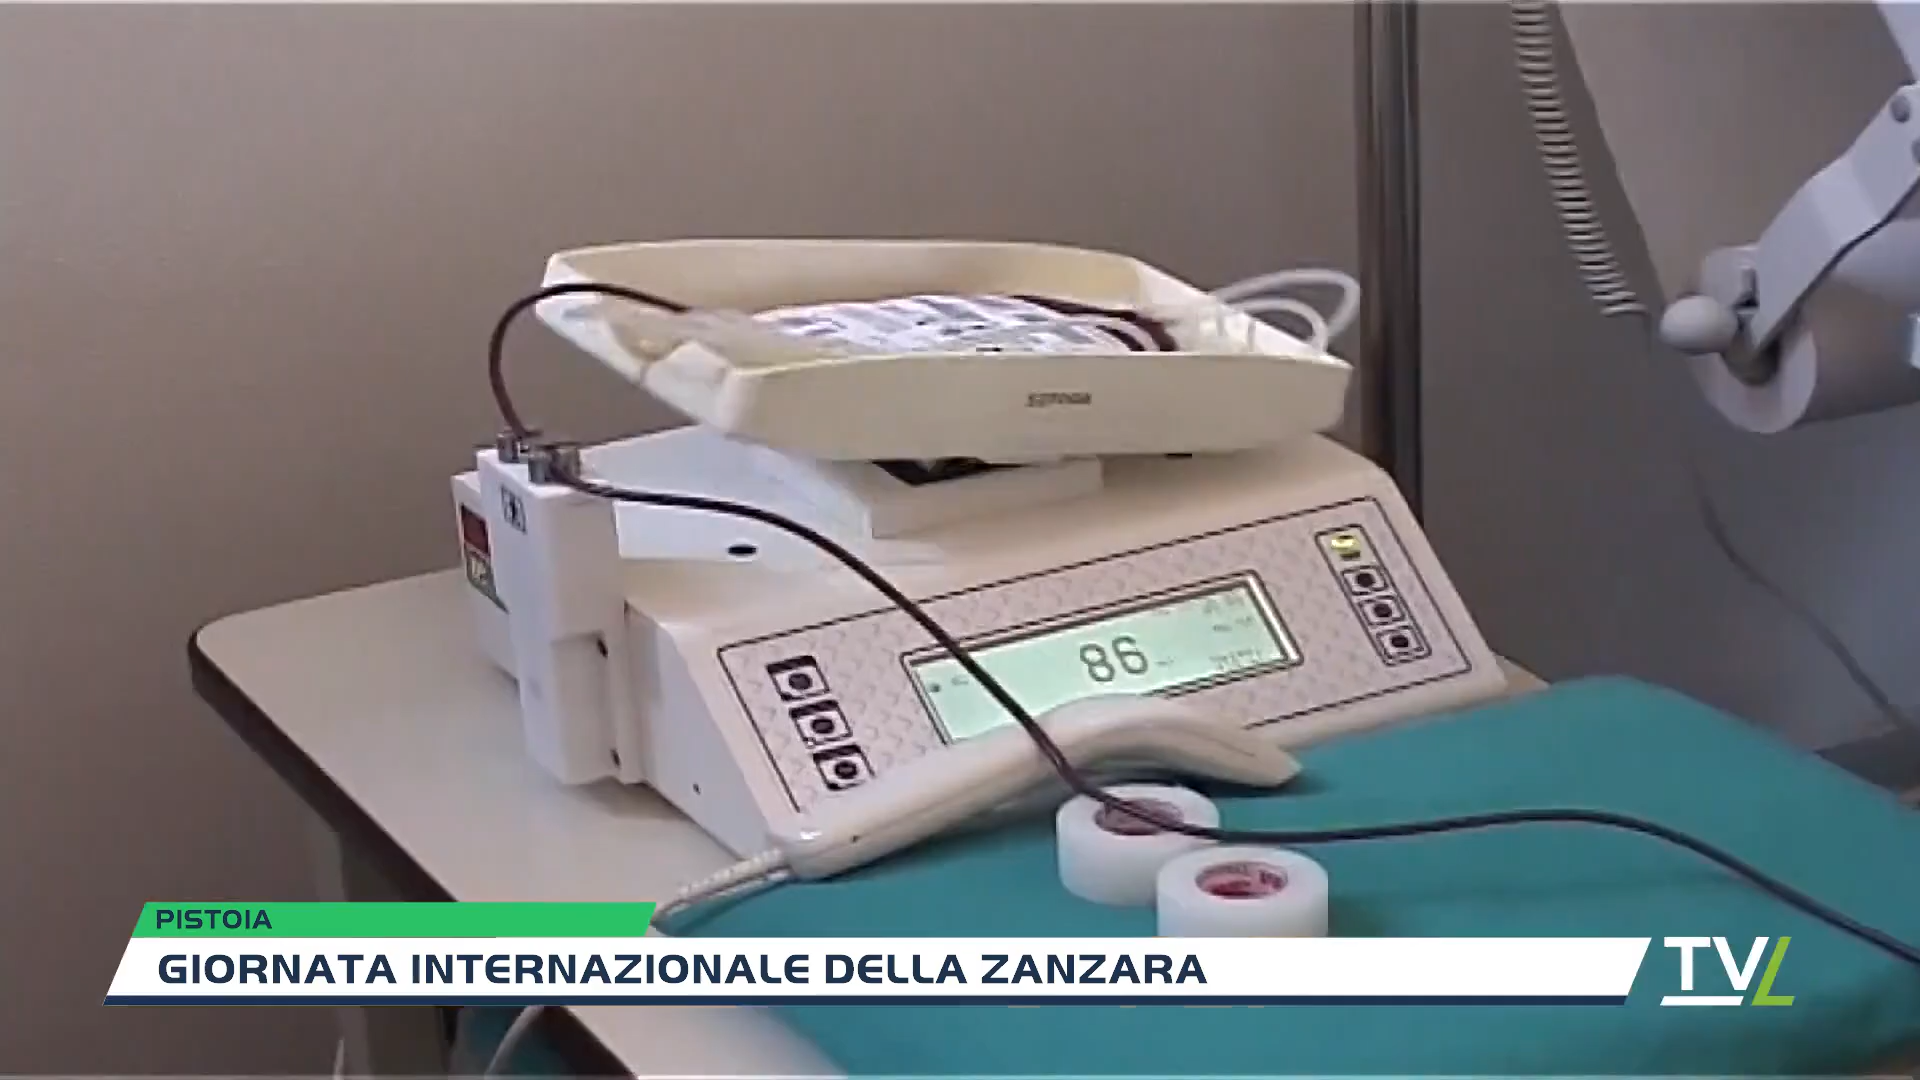 86
PISTOIA
GIORNATA INTERNAZIONALE DELLA ZANZARA
TVL